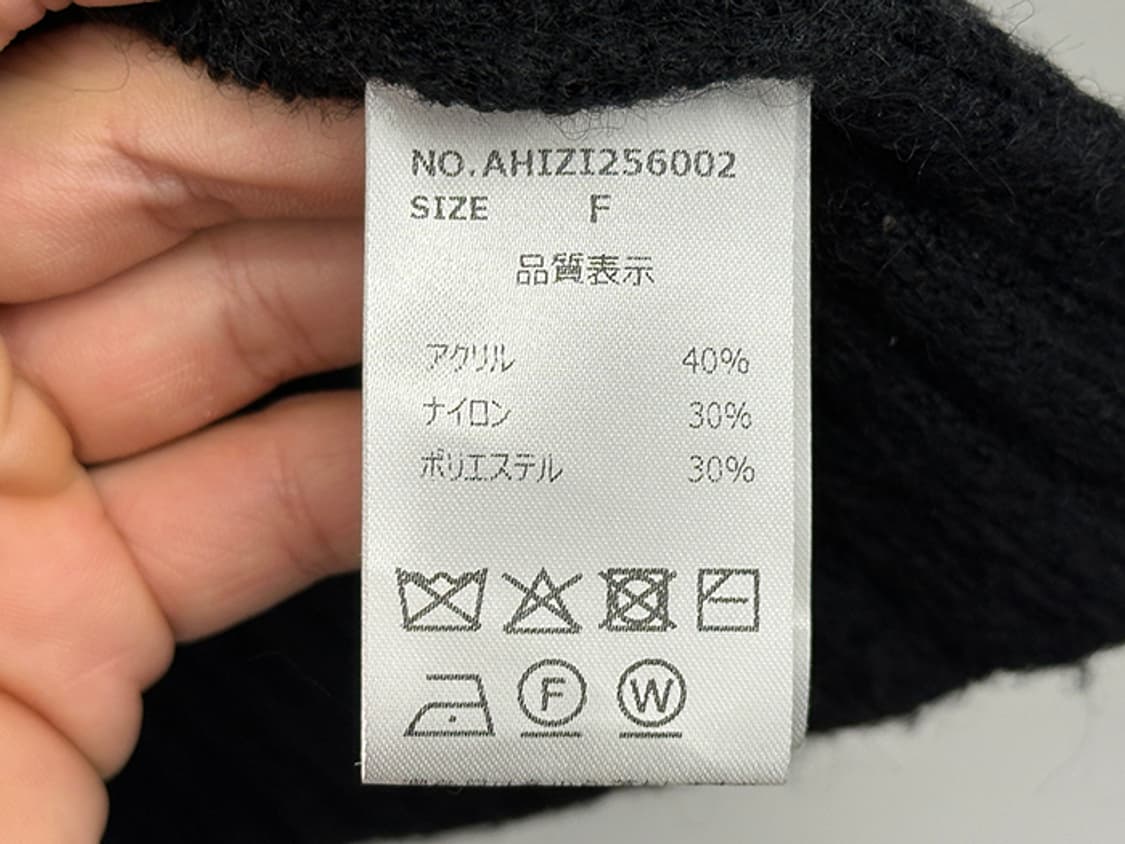 NO.AHIZI256002
SIZE F
品質表示
アクリル 40%
ナイロン 30%
ポリエステル 30%
F W